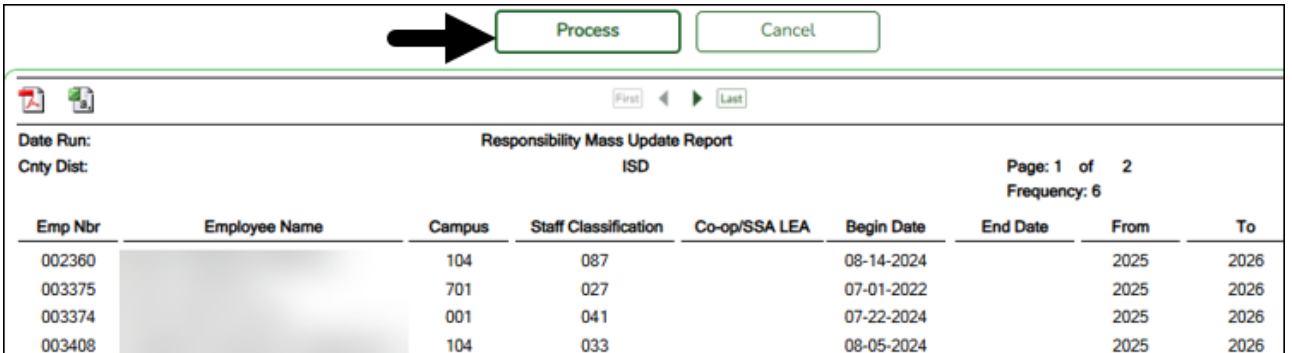 Process Cancel
First Last
Date Run: Responsibility Mass Update Report
Cnty Dist: ISD Page: 1 of 2
Frequency: 6
Emp Nbr Employee Name Campus Staff Classification Co-op/SSA LEA Begin Date End Date From To
002360 104 087 08-14-2024 2025 2026
003375 701 027 07-01-2022 2025 2026
003374 001 041 07-22-2024 2025 2026
003408 104 033 08-05-2024 2025 2026